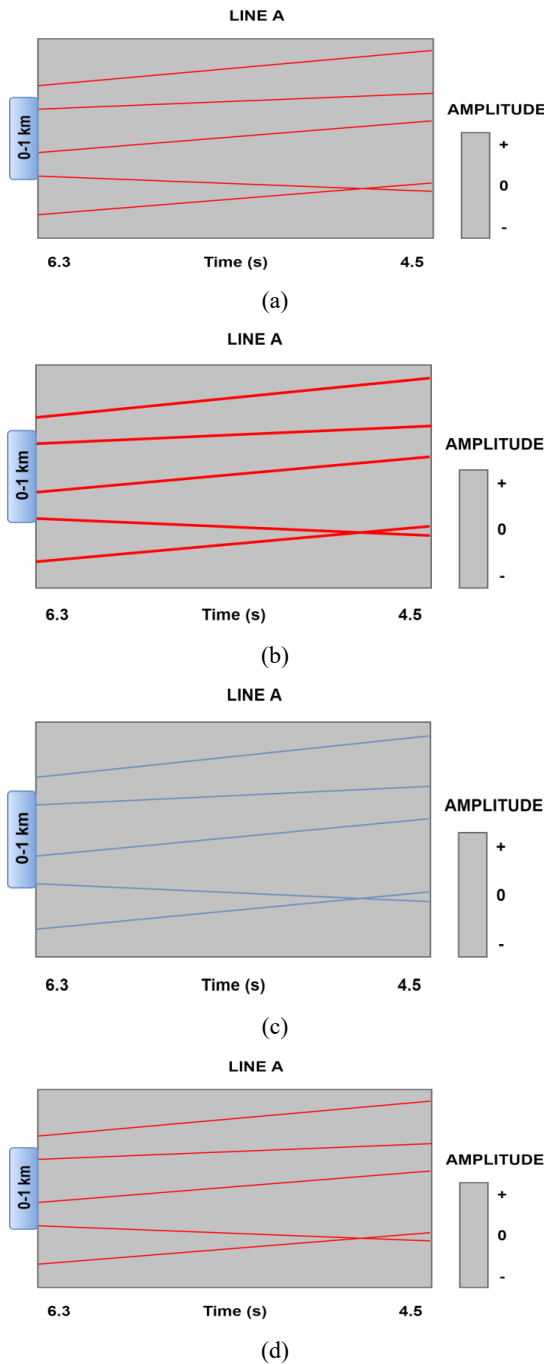 LINE A
0-1 km
AMPLITUDE
+
0
-
6.3 Time (s) 4.5
(a)
LINE A
0-1 km
AMPLITUDE
+
0
-
6.3 Time (s) 4.5
(b)
LINE A
0-1 km
AMPLITUDE
+
0
-
6.3 Time (s) 4.5
(c)
LINE A
0-1 km
AMPLITUDE
+
0
-
6.3 Time (s) 4.5
(d)